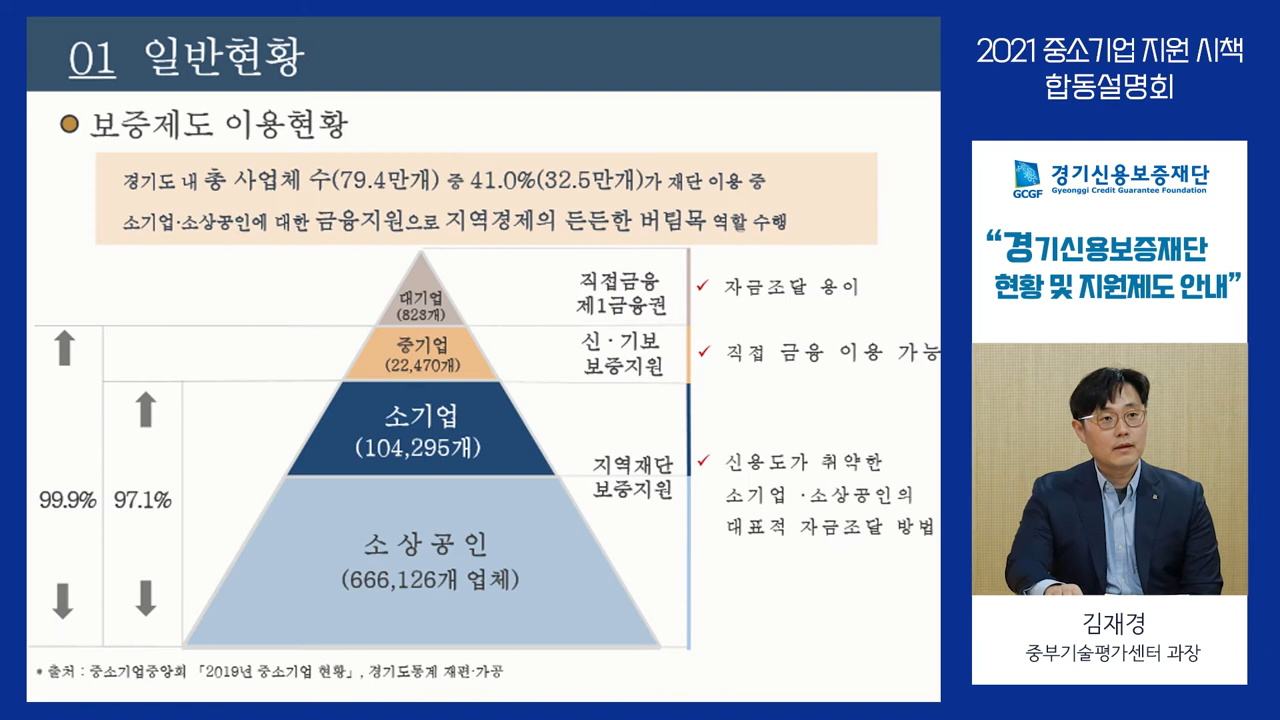 01 일반현황
보증제도 이용현황
경기도 내 총 사업체 수(79.4만개) 중 41.0%(32.5만개)가 재단 이용 중
소기업·소상공인에 대한 금융지원으로 지역경제의 든든한 버팀목 역할 수행
대기업
(823개)
직접금융
제1금융권
✓ 자금조달 용이
중기업
(22,470개)
신·기보
보증지원
✓ 직접 금융 이용 가능
소기업
(104,295개)
지역재단
보증지원
✓ 신용도가 취약한
소기업·소상공인의
대표적 자금조달 방법
99.9%
97.1%
소상공인
(666,126개 업체)
* 출처 : 중소기업중앙회 「2019년 중소기업 현황」, 경기도통계 재편·가공
2021 중소기업 지원 시책
합동설명회
GCGF
경기신용보증재단
Gyeonggi Credit Guarantee Foundation
“경기신용보증재단
현황 및 지원제도 안내”
김재경
중부기술평가센터 과장